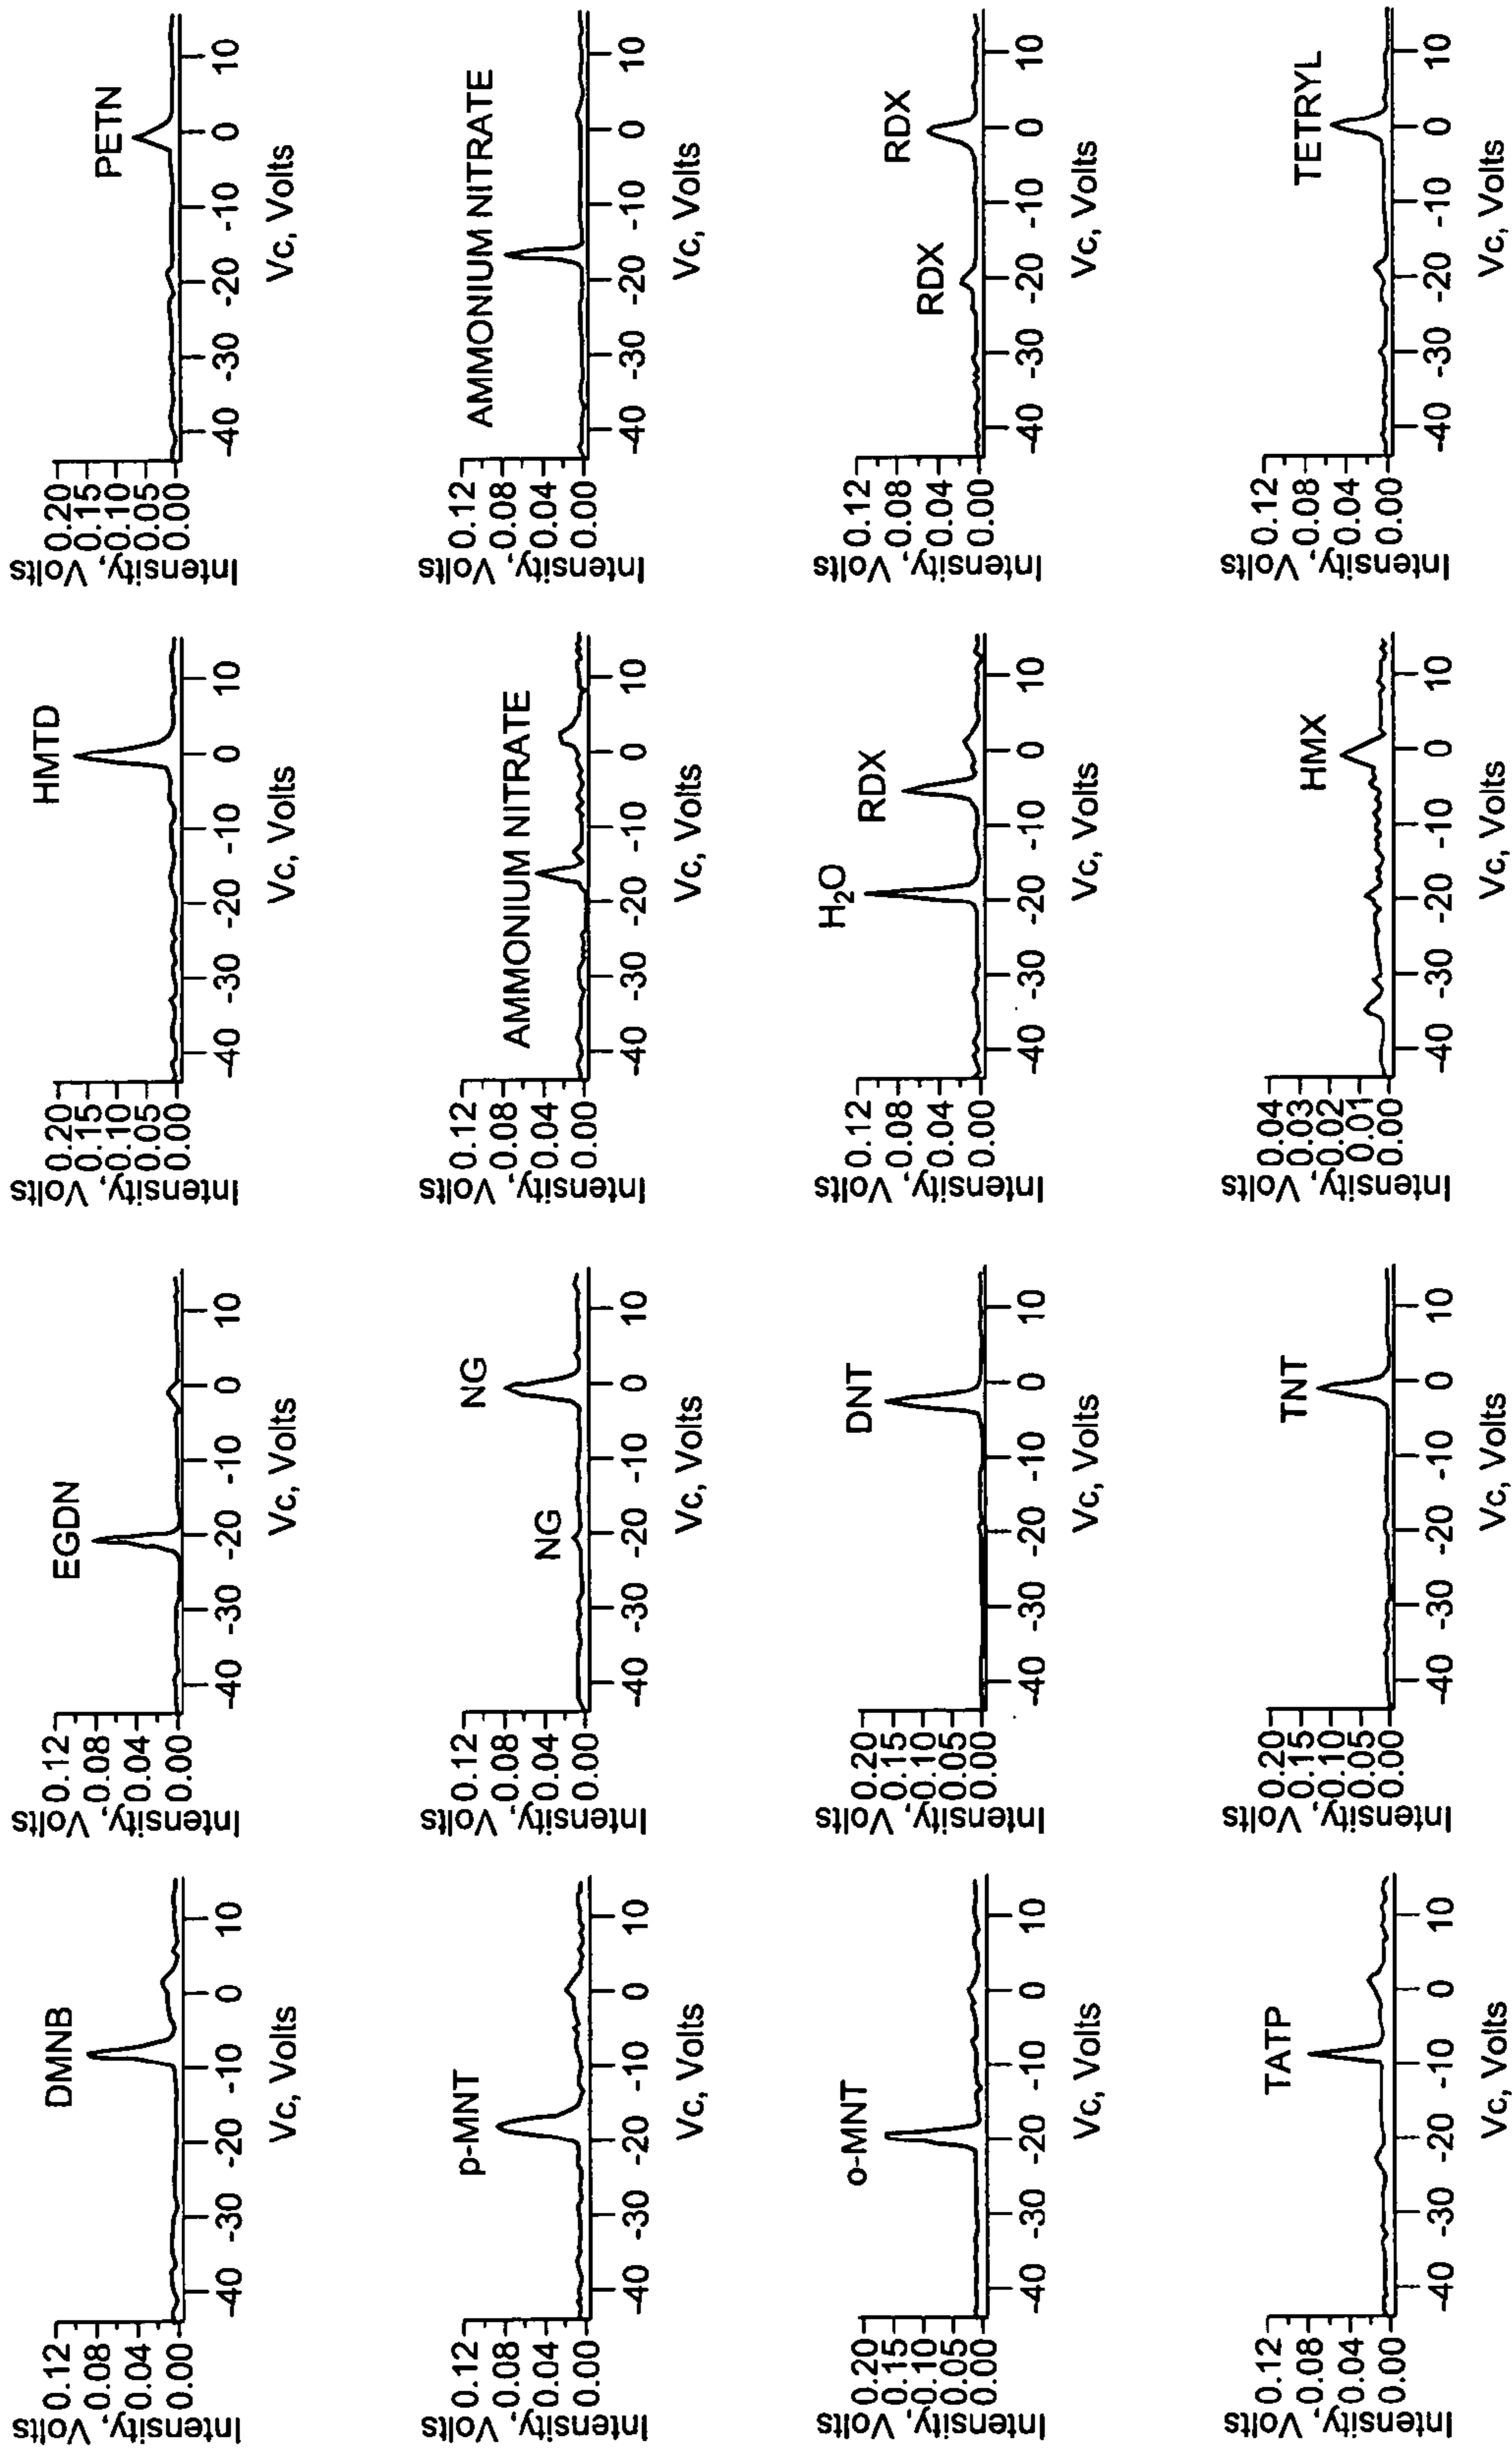 DMNB
Intensity, Volts
0.12
0.08
0.04
0.00
-40 -30 -20 -10 0 10
Vc, Volts
EGDN
Intensity, Volts
0.12
0.08
0.04
0.00
-40 -30 -20 -10 0 10
Vc, Volts
HMTD
Intensity, Volts
0.20
0.15
0.10
0.05
0.00
-40 -30 -20 -10 0 10
Vc, Volts
PETN
Intensity, Volts
0.20
0.15
0.10
0.05
0.00
-40 -30 -20 -10 0 10
Vc, Volts
p-MNT
Intensity, Volts
0.12
0.08
0.04
0.00
-40 -30 -20 -10 0 10
Vc, Volts
NG NG
Intensity, Volts
0.12
0.08
0.04
0.00
-40 -30 -20 -10 0 10
Vc, Volts
AMMONIUM NITRATE
Intensity, Volts
0.12
0.08
0.04
0.00
-40 -30 -20 -10 0 10
Vc, Volts
AMMONIUM NITRATE
Intensity, Volts
0.12
0.08
0.04
0.00
-40 -30 -20 -10 0 10
Vc, Volts
o-MNT
Intensity, Volts
0.20
0.15
0.10
0.05
0.00
-40 -30 -20 -10 0 10
Vc, Volts
DNT
Intensity, Volts
0.20
0.15
0.10
0.05
0.00
-40 -30 -20 -10 0 10
Vc, Volts
H₂O RDX
Intensity, Volts
0.12
0.08
0.04
0.00
-40 -30 -20 -10 0 10
Vc, Volts
RDX RDX
Intensity, Volts
0.12
0.08
0.04
0.00
-40 -30 -20 -10 0 10
Vc, Volts
TATP
Intensity, Volts
0.12
0.08
0.04
0.00
-40 -30 -20 -10 0 10
Vc, Volts
TNT
Intensity, Volts
0.20
0.15
0.10
0.05
0.00
-40 -30 -20 -10 0 10
Vc, Volts
HMX
Intensity, Volts
0.04
0.03
0.02
0.01
0.00
-40 -30 -20 -10 0 10
Vc, Volts
TETRYL
Intensity, Volts
0.12
0.08
0.04
0.00
-40 -30 -20 -10 0 10
Vc, Volts